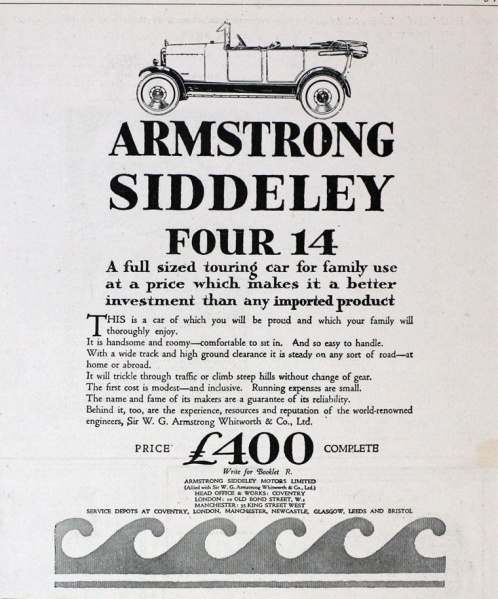 ARMSTRONG
SIDDELEY
FOUR 14
A full sized touring car for family use
at a price which makes it a better
investment than any imported product
THIS is a car of which you will be proud and which your family will
thoroughly enjoy.
It is handsome and roomy—comfortable to sit in. And so easy to handle.
With a wide track and high ground clearance it is steady on any sort of road—at
home or abroad.
It will trickle through traffic or climb steep hills without change of gear.
The first cost is modest—and inclusive. Running expenses are small.
The name and fame of its makers are a guarantee of its reliability.
Behind it, too, are the experience, resources and reputation of the world-renowned
engineers, Sir W. G. Armstrong Whitworth & Co., Ltd.
PRICE £400 COMPLETE
Write for Booklet R.
ARMSTRONG SIDDELEY MOTORS LIMITED
(Allied with Sir W. G. Armstrong Whitworth & Co., Ltd.)
HEAD OFFICE & WORKS: COVENTRY
LONDON: 10 OLD BOND STREET, W.1
MANCHESTER: 35 KING STREET WEST
SERVICE DEPOTS AT COVENTRY, LONDON, MANCHESTER, NEWCASTLE, GLASGOW, LEEDS AND BRISTOL